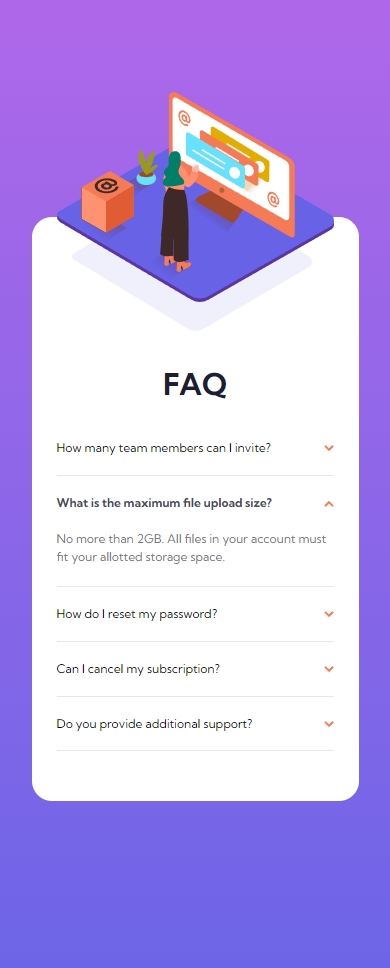 @
@
@
FAQ
How many team members can I invite?
What is the maximum file upload size?
No more than 2GB. All files in your account must
fit your allotted storage space.
How do I reset my password?
Can I cancel my subscription?
Do you provide additional support?